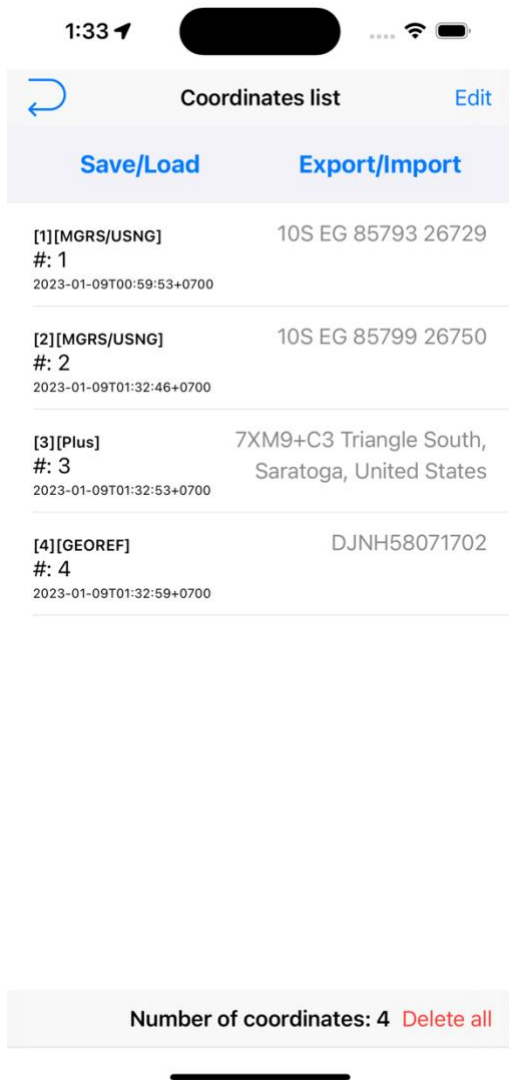 1:33
Coordinates list
Edit
Save/Load
Export/Import
[1][MGRS/USNG]
10S EG 85793 26729
#: 1
2023-01-09T00:59:53+0700
[2][MGRS/USNG]
10S EG 85799 26750
#: 2
2023-01-09T01:32:46+0700
[3][Plus]
7XM9+C3 Triangle South,
#: 3
Saratoga, United States
2023-01-09T01:32:53+0700
[4][GEOREF]
DJNH58071702
#: 4
2023-01-09T01:32:59+0700
Number of coordinates: 4
Delete all